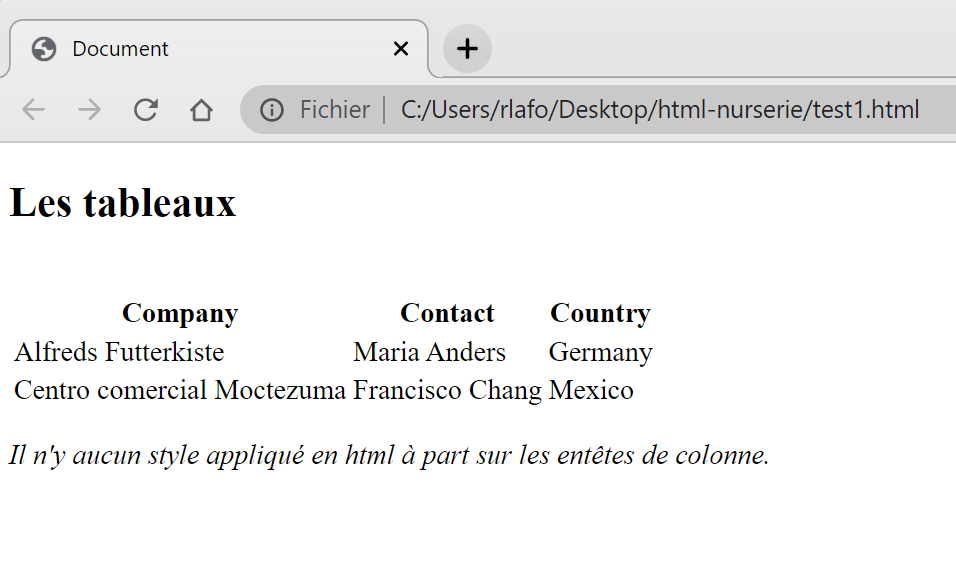 Document
Fichier C:/Users/rlafo/Desktop/html-nurserie/test1.html
Les tableaux
Company Contact Country
Alfreds Futterkiste Maria Anders Germany
Centro comercial Moctezuma Francisco Chang Mexico
Il n'y aucun style appliqué en html à part sur les entêtes de colonne.